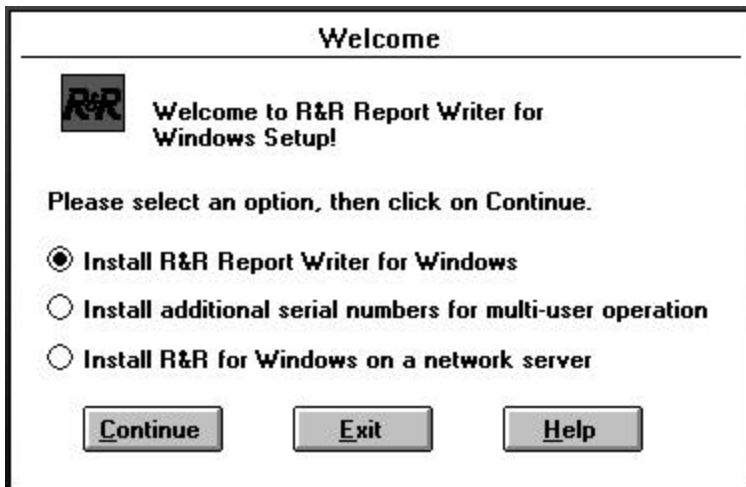 Welcome
R&R
Welcome to R&R Report Writer for
Windows Setup!
Please select an option, then click on Continue.
Install R&R Report Writer for Windows
Install additional serial numbers for multi-user operation
Install R&R for Windows on a network server
Continue Exit Help